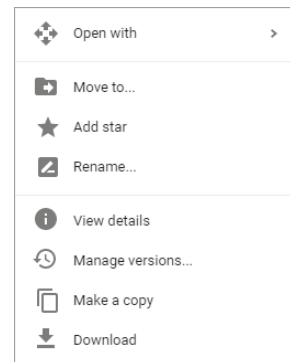 Open with
Move to...
Add star
Rename...
View details
Manage versions...
Make a copy
Download